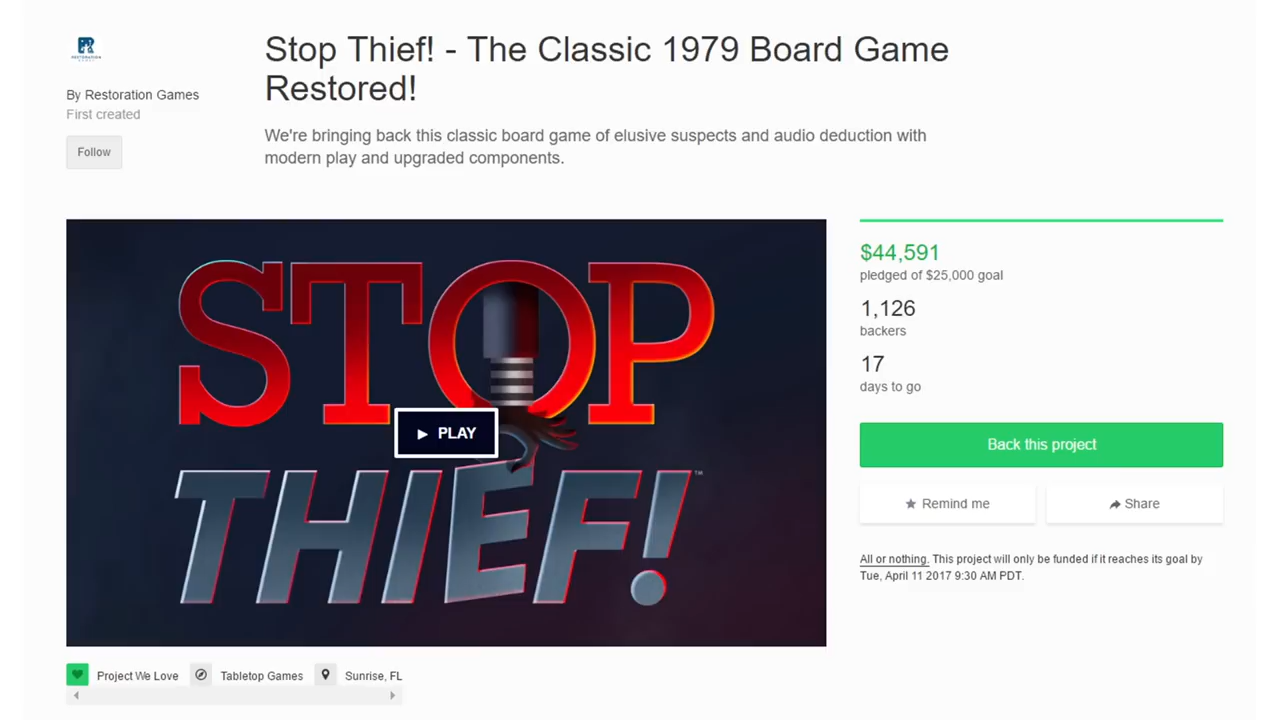 Stop Thief! - The Classic 1979 Board Game
Restored!
RESTORATION
GAMES
By Restoration Games
First created
Follow
We're bringing back this classic board game of elusive suspects and audio deduction with
modern play and upgraded components.
STOP
THIEF!™
PLAY
$44,591
pledged of $25,000 goal
1,126
backers
17
days to go
Back this project
Remind me
Share
All or nothing. This project will only be funded if it reaches its goal by
Tue, April 11 2017 9:30 AM PDT.
Project We Love
Tabletop Games
Sunrise, FL